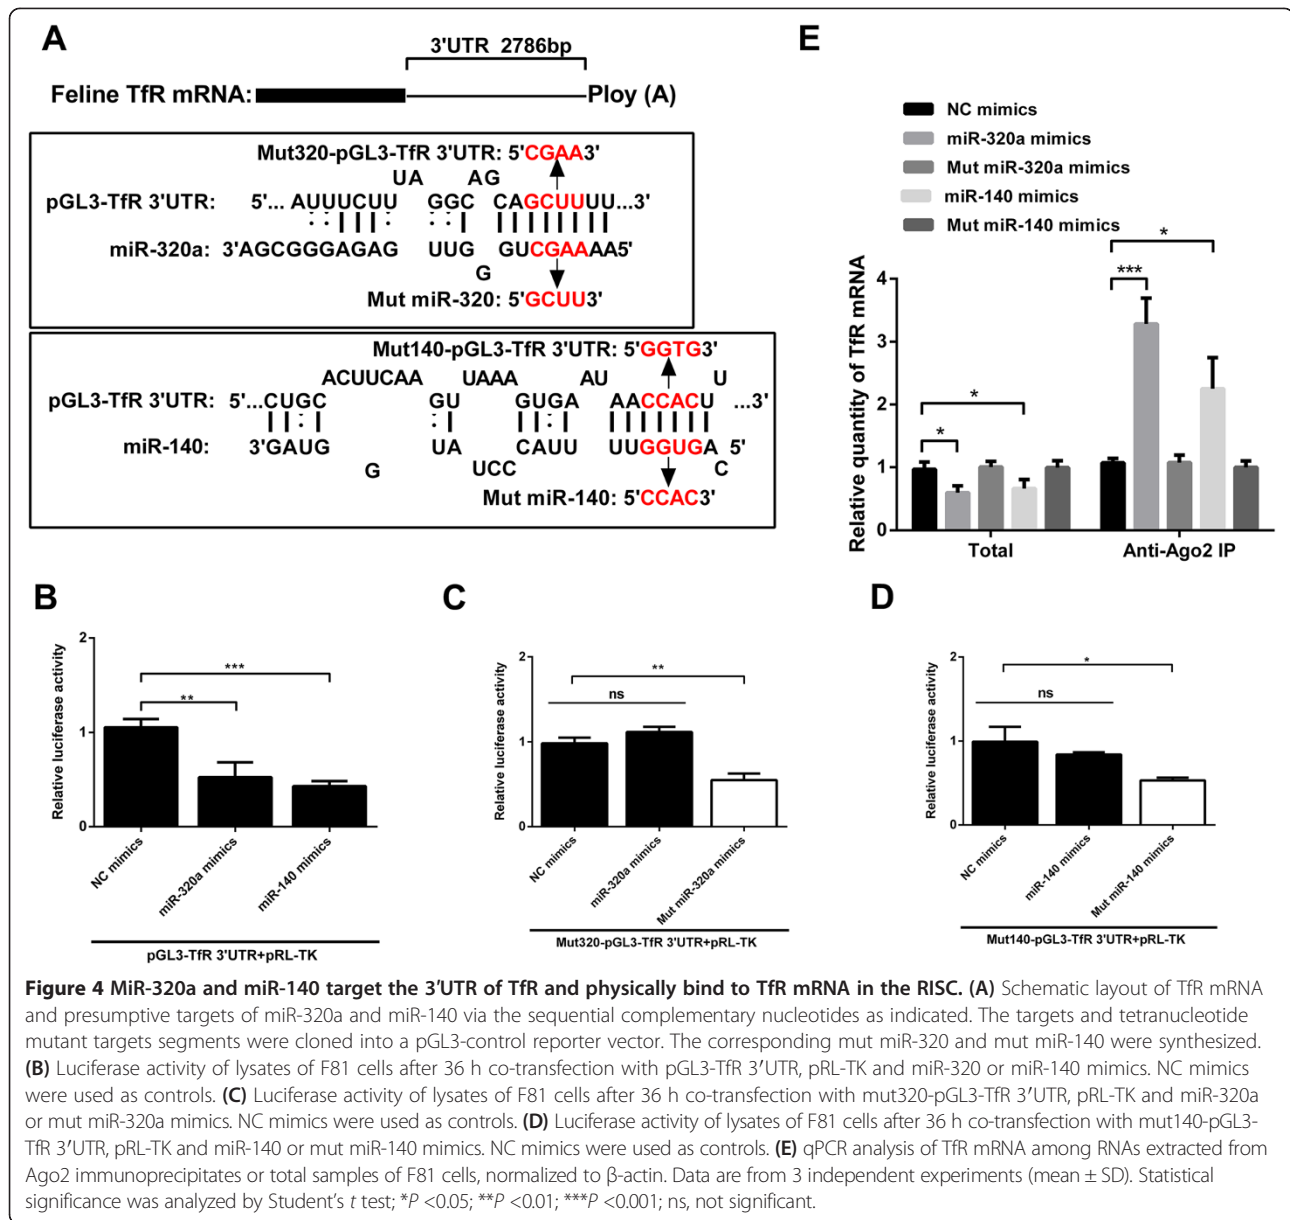 A
3'UTR 2786bp
Feline TfR mRNA:
Ploy (A)
Mut320-pGL3-TfR 3'UTR: 5'CGAA3'
UA AG
pGL3-TfR 3'UTR: 5'... AUUUCUU GGC CAGCUUUU...3'
miR-320a: 3'AGCGGGAGAG UUG GUCGAAAA5'
G
Mut miR-320: 5'GCUU3'
Mut140-pGL3-TfR 3'UTR: 5'GGTG3'
ACUUCAA UAAA AU U
pGL3-TfR 3'UTR: 5'...CUGC GU GUGA AACCACU ...3'
miR-140: 3'GAUG UA CAUU UUGGUGA 5'
G UCC C
Mut miR-140: 5'CCAC3'
E
NC mimics
miR-320a mimics
Mut miR-320a mimics
miR-140 mimics
Mut miR-140 mimics
Relative quantity of TfR mRNA
4
3
2
1
0
* * *** *
Total Anti-Ago2 IP
B
Relative luciferase activity
2
1
0
***
**
NC mimics
miR-320a mimics
miR-140 mimics
pGL3-TfR 3'UTR+pRL-TK
C
Relative luciferase activity
2
1
0
**
ns
NC mimics
miR-320a mimics
Mut miR-320a mimics
Mut320-pGL3-TfR 3'UTR+pRL-TK
D
Relative luciferase activity
2
1
0
*
ns
NC mimics
miR-140 mimics
Mut miR-140 mimics
Mut140-pGL3-TfR 3'UTR+pRL-TK
Figure 4 MiR-320a and miR-140 target the 3′UTR of TfR and physically bind to TfR mRNA in the RISC. (A) Schematic layout of TfR mRNA
and presumptive targets of miR-320a and miR-140 via the sequential complementary nucleotides as indicated. The targets and tetranucleotide
mutant targets segments were cloned into a pGL3-control reporter vector. The corresponding mut miR-320 and mut miR-140 were synthesized.
(B) Luciferase activity of lysates of F81 cells after 36 h co-transfection with pGL3-TfR 3′UTR, pRL-TK and miR-320 or miR-140 mimics. NC mimics
were used as controls. (C) Luciferase activity of lysates of F81 cells after 36 h co-transfection with mut320-pGL3-TfR 3′UTR, pRL-TK and miR-320a
or mut miR-320a mimics. NC mimics were used as controls. (D) Luciferase activity of lysates of F81 cells after 36 h co-transfection with mut140-pGL3-
TfR 3′UTR, pRL-TK and miR-140 or mut miR-140 mimics. NC mimics were used as controls. (E) qPCR analysis of TfR mRNA among RNAs extracted from
Ago2 immunoprecipitates or total samples of F81 cells, normalized to β-actin. Data are from 3 independent experiments (mean ± SD). Statistical
significance was analyzed by Student's t test; *P <0.05; **P <0.01; ***P <0.001; ns, not significant.